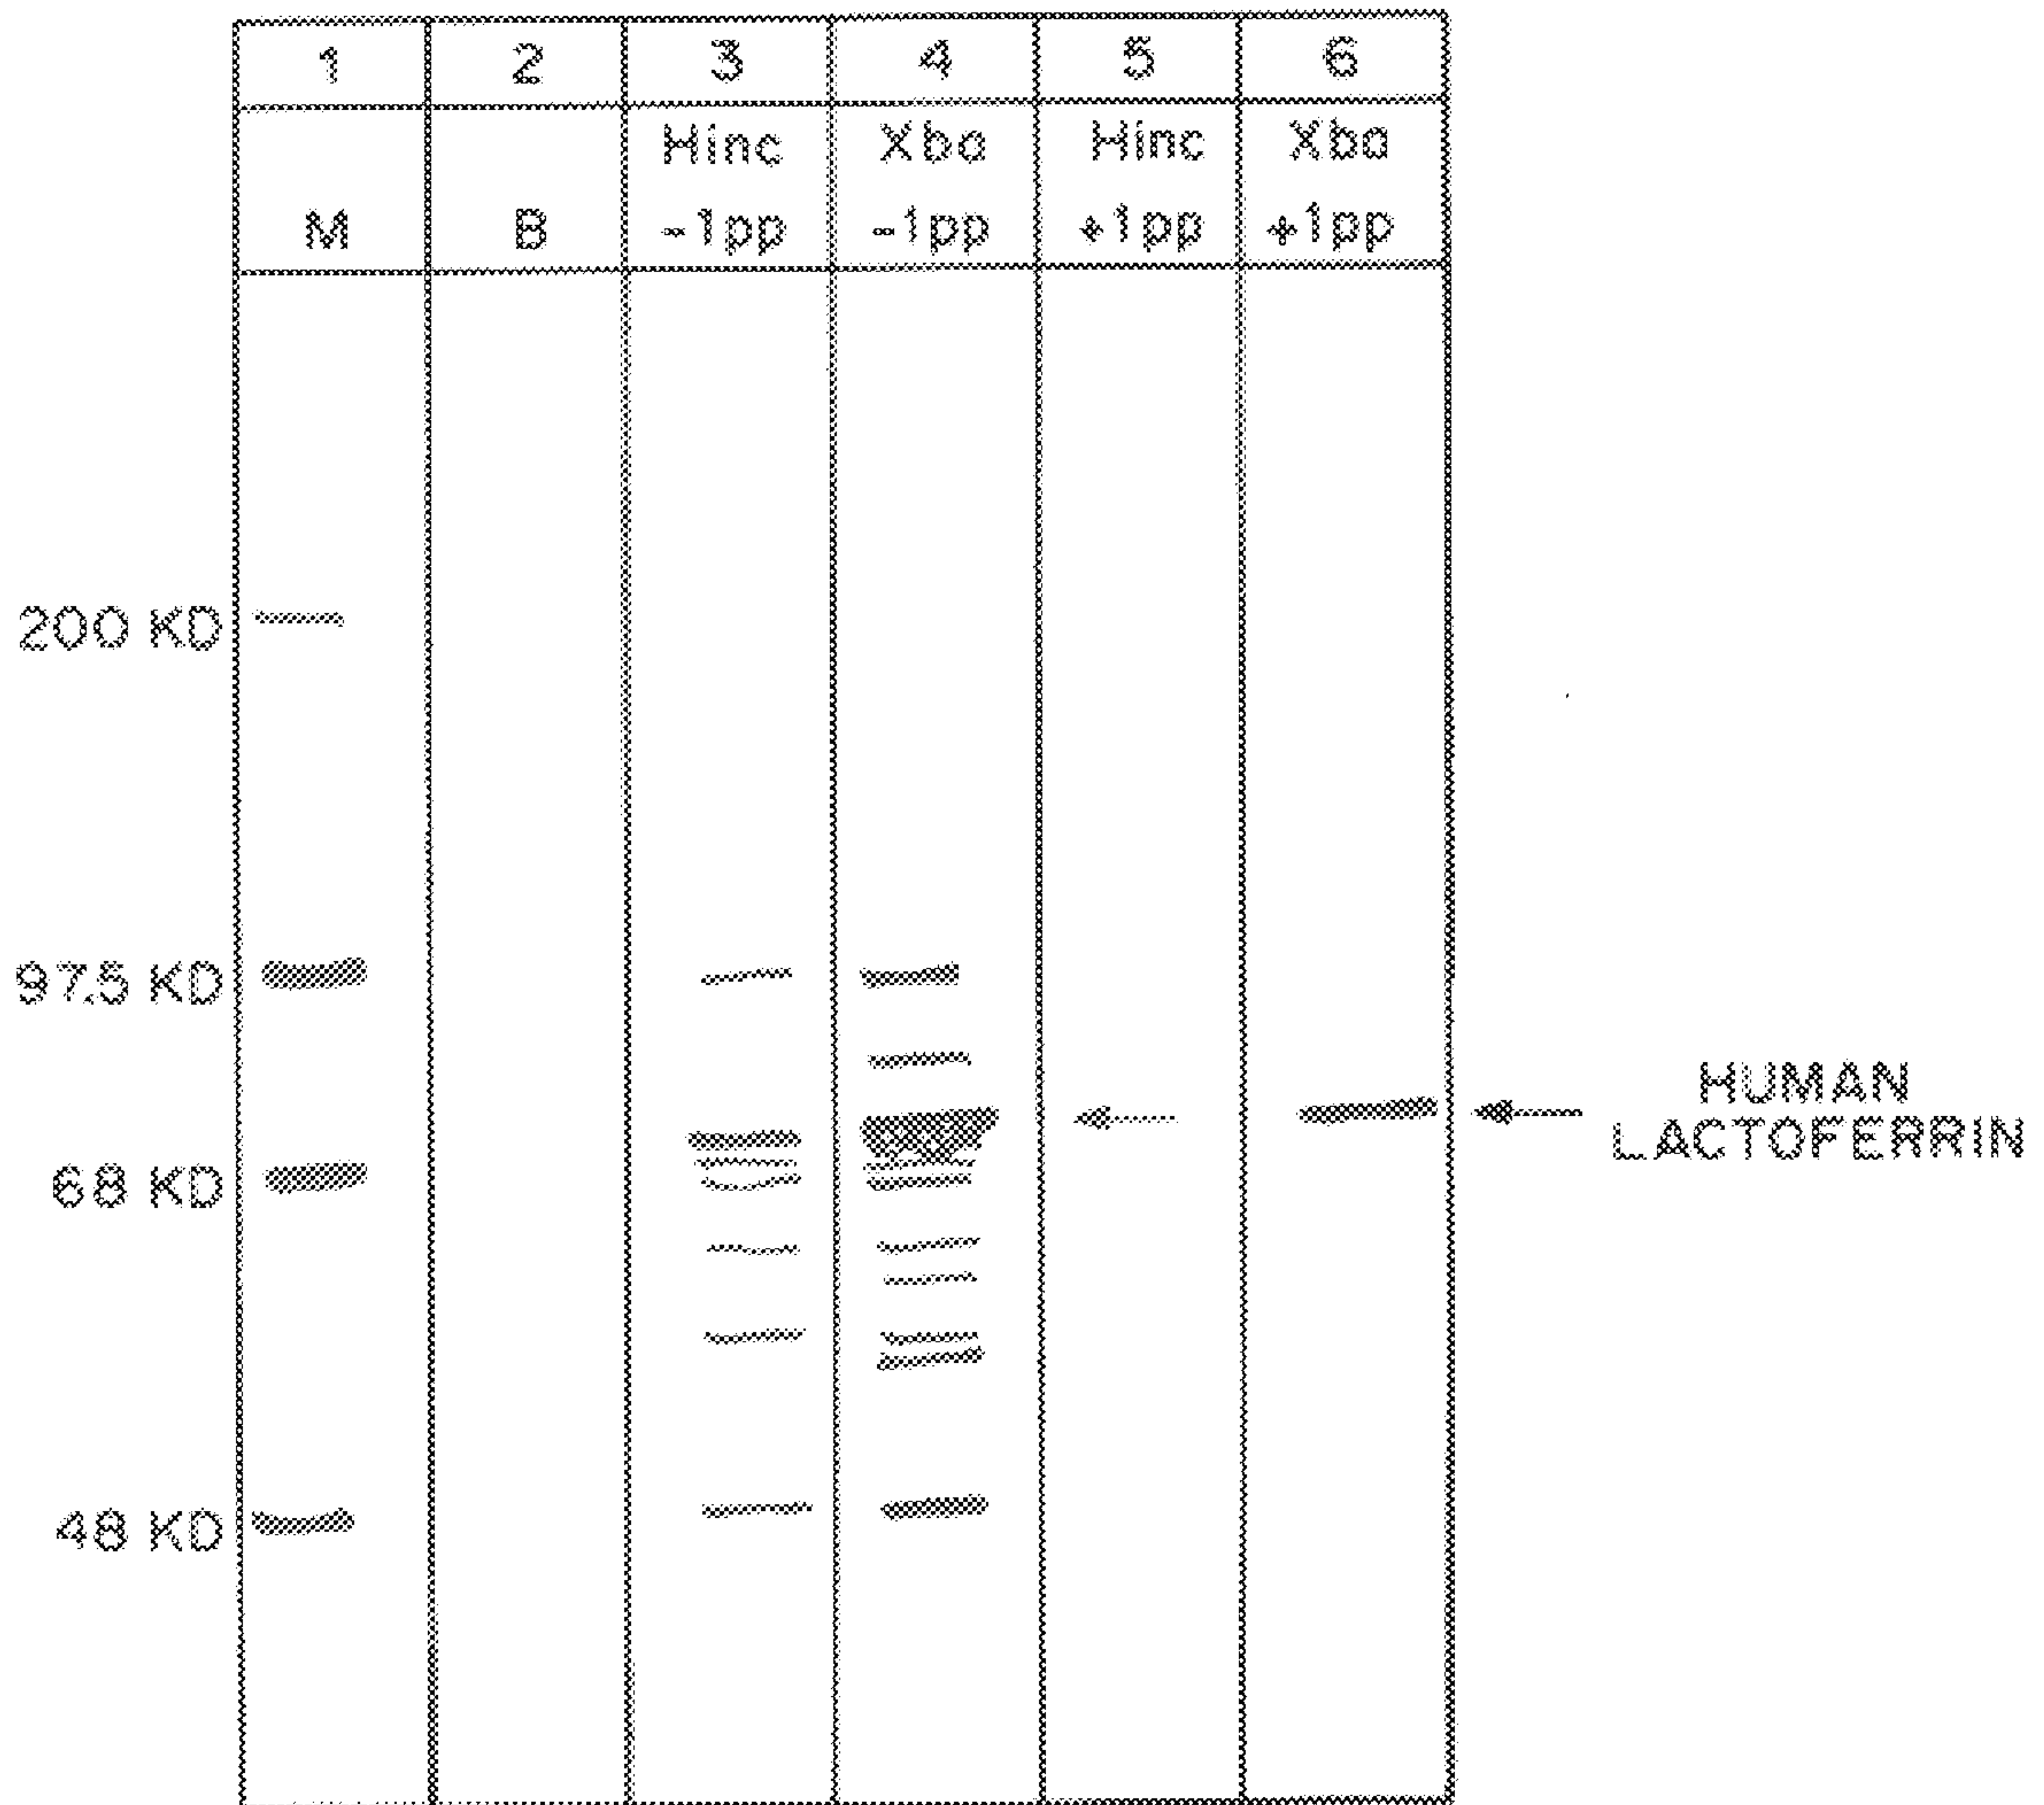 1 2 3 4 5 6
Hinc Xba Hinc Xba
M B -1pp -1pp +1pp +1pp
200 KD
97.5 KD
HUMAN
LACTOFERRIN
68 KD
48 KD